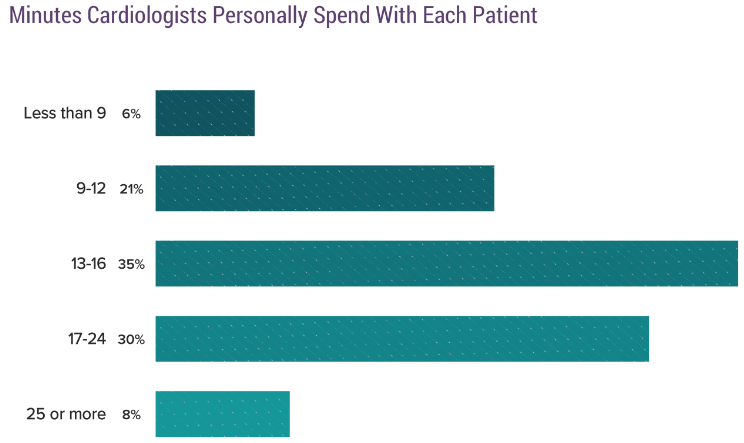 Minutes Cardiologists Personally Spend With Each Patient
Less than 9 6%
9-12 21%
13-16 35%
17-24 30%
25 or more 8%